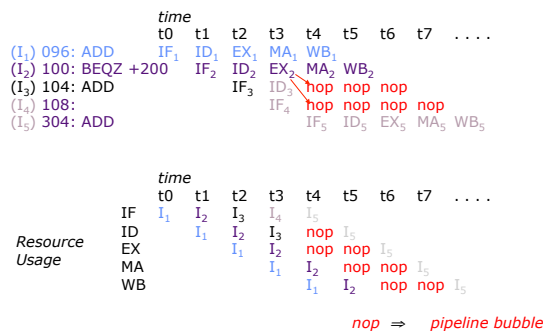 time
t0 t1 t2 t3 t4 t5 t6 t7 . . . .
(I₁) 096: ADD IF₁ ID₁ EX₁ MA₁ WB₁
(I₂) 100: BEQZ +200 IF₂ ID₂ EX₂ MA₂ WB₂
(I₃) 104: ADD IF₃ ID₃ nop nop nop
(I₄) 108: IF₄ nop nop nop nop
(I₅) 304: ADD IF₅ ID₅ EX₅ MA₅ WB₅
time
t0 t1 t2 t3 t4 t5 t6 t7 . . . .
IF I₁ I₂ I₃ I₄ I₅
ID I₁ I₂ I₃ nop I₅
Resource Usage
EX I₁ I₂ nop nop I₅
MA I₁ I₂ nop nop I₅
WB I₁ I₂ nop nop I₅
nop ⇒ pipeline bubble